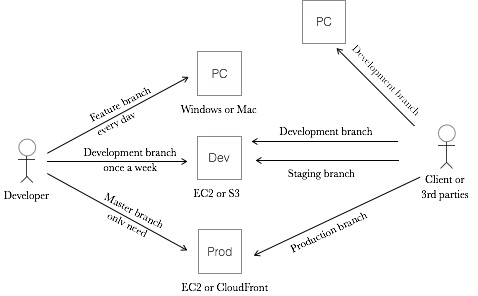 PC
Development branch
PC
Feature branch
every day
Windows or Mac
Development branch
Development branch
once a week
Dev
Staging branch
EC2 or S3
Developer
Client or
3rd parties
Master branch
only need
Prod
Production branch
EC2 or CloudFront